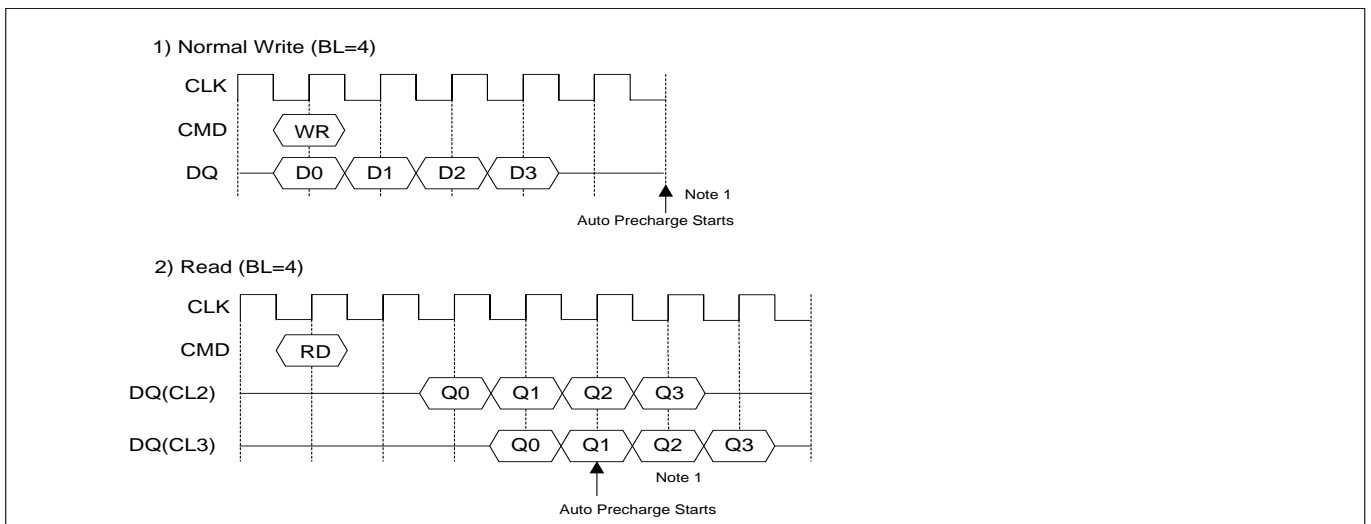 1) Normal Write (BL=4)
CLK
CMD WR
DQ D0 D1 D2 D3
Note 1
Auto Precharge Starts
2) Read (BL=4)
CLK
CMD RD
DQ(CL2) Q0 Q1 Q2 Q3
DQ(CL3) Q0 Q1 Q2 Q3
Note 1
Auto Precharge Starts